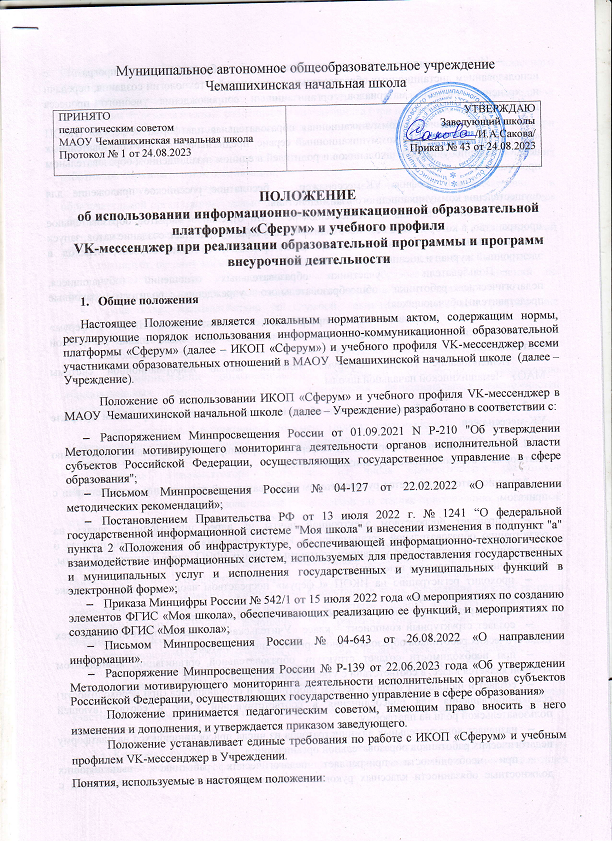 Муниципальное автономное общеобразовательное учреждение
Чемашихинская начальная школа
ПРИНЯТО
педагогическим советом
МАОУ Чемашихинская начальная школа
Протокол № 1 от 24.08.2023
УТВЕРЖДАЮ
Заведующий школы
/И.А.Сакова/
Приказ № 43 от 24.08.2023
ПОЛОЖЕНИЕ
об использовании информационно-коммуникационной образовательной
платформы «Сферум» и учебного профиля
VK-мессенджер при реализации образовательной программы и программ
внеурочной деятельности
1. Общие положения
Настоящее Положение является локальным нормативным актом, содержащим нормы,
регулирующие порядок использования информационно-коммуникационной образовательной
платформы «Сферум» (далее – ИКОП «Сферум») и учебного профиля VK-мессенджер всеми
участниками образовательных отношений в МАОУ Чемашихинской начальной школе (далее –
Учреждение).
Положение об использовании ИКОП «Сферум» и учебного профиля VK-мессенджер в
МАОУ Чемашихинской начальной школе (далее – Учреждение) разработано в соответствии с:
– Распоряжением Минпросвещения России от 01.09.2021 N Р-210 "Об утверждении
Методологии мотивирующего мониторинга деятельности органов исполнительной власти
субъектов Российской Федерации, осуществляющих государственное управление в сфере
образования";
– Письмом Минпросвещения России № 04-127 от 22.02.2022 «О направлении
методических рекомендаций»;
– Постановлением Правительства РФ от 13 июля 2022 г. № 1241 “О федеральной
государственной информационной системе "Моя школа" и внесении изменения в подпункт "а"
пункта 2 «Положения об инфраструктуре, обеспечивающей информационно-технологическое
взаимодействие информационных систем, используемых для предоставления государственных
и муниципальных услуг и исполнения государственных и муниципальных функций в
электронной форме»;
– Приказа Минцифры России № 542/1 от 15 июля 2022 года «О мероприятиях по созданию
элементов ФГИС «Моя школа», обеспечивающих реализацию ее функций, и мероприятиях по
созданию ФГИС «Моя школа»;
– Письмом Минпросвещения России № 04-643 от 26.08.2022 «О направлении
информации».
– Распоряжение Минпросвещения России № Р-139 от 22.06.2023 года «Об утверждении
Методологии мотивирующего мониторинга деятельности исполнительных органов субъектов
Российской Федерации, осуществляющих государственно управление в сфере образования»
Положение принимается педагогическим советом, имеющим право вносить в него
изменения и дополнения, и утверждается приказом заведующего.
Положение устанавливает единые требования по работе с ИКОП «Сферум» и учебным
профилем VK-мессенджер в Учреждении.
Понятия, используемые в настоящем положении: